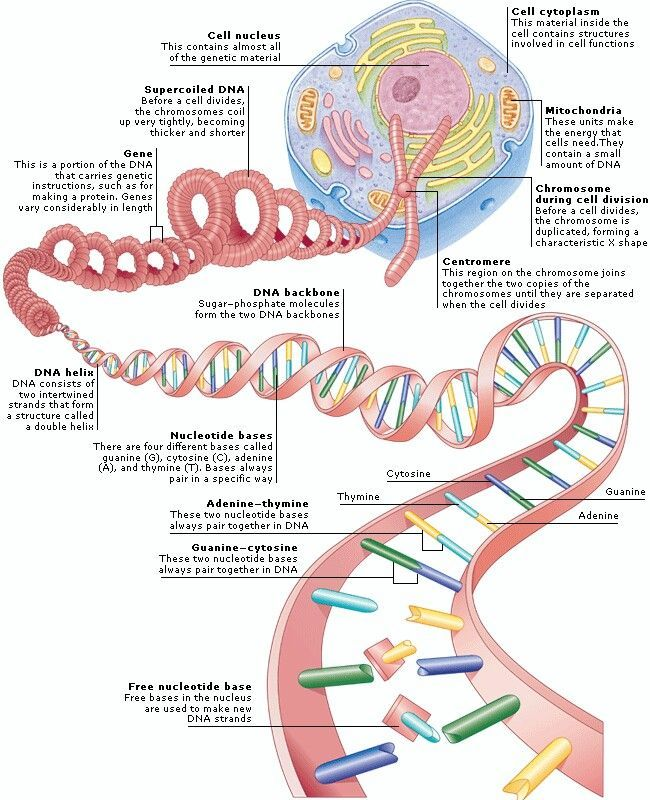 Cell nucleus
This contains almost all
of the genetic material
Cell cytoplasm
This material inside the
cell contains structures
involved in cell functions
Supercoiled DNA
Before a cell divides,
the chromosomes coil
up very tightly, becoming
thicker and shorter
Mitochondria
These units make
the energy that
cells need.They
contain a small
amount of DNA
Gene
This is a portion of the DNA
that carries genetic
instructions, such as for
making a protein. Genes
vary considerably in length
Chromosome
during cell division
Before a cell divides,
the chromosome is
duplicated, forming a
characteristic X shape
Centromere
This region on the chromosome joins
together the two copies of the
chromosomes until they are separated
when the cell divides
DNA backbone
Sugar-phosphate molecules
form the two DNA backbones
DNA helix
DNA consists of
two intertwined
strands that form
a structure called
a double helix
Nucleotide bases
There are four different bases called
guanine (G), cytosine (C), adenine
(A), and thymine (T). Bases always
pair in a specific way
Cytosine
Guanine
Thymine
Adenine
Adenine-thymine
These two nucleotide bases
always pair together in DNA
Guanine-cytosine
These two nucleotide bases
always pair together in DNA
Free nucleotide base
Free bases in the nucleus
are used to make new
DNA strands